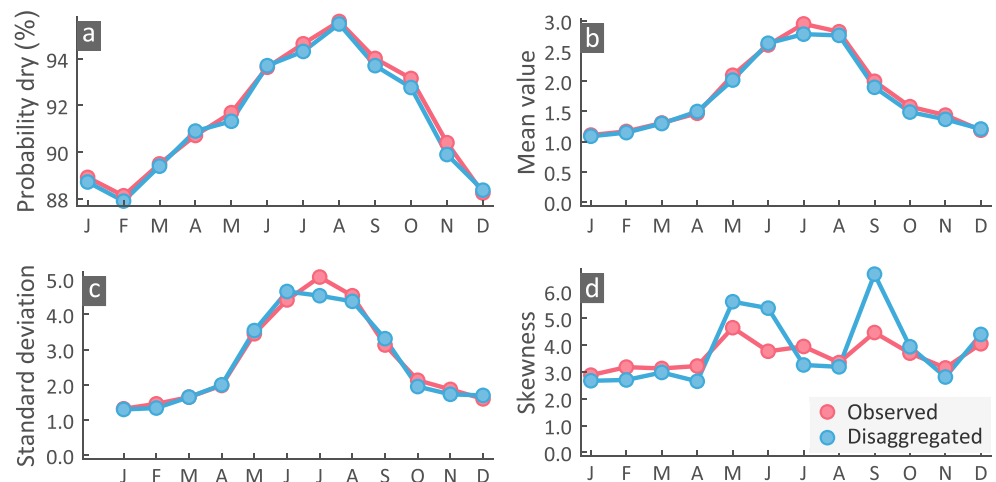 a
Probability dry (%)
94
92
90
88
J F M A M J J A S O N D
b
Mean value
3.0
2.5
2.0
1.5
1.0
0.5
0.0
J F M A M J J A S O N D
c
Standard deviation
5.0
4.0
3.0
2.0
1.0
0.0
J F M A M J J A S O N D
d
Skewness
6.0
5.0
4.0
3.0
2.0
1.0
0.0
Observed
Disaggregated
J F M A M J J A S O N D